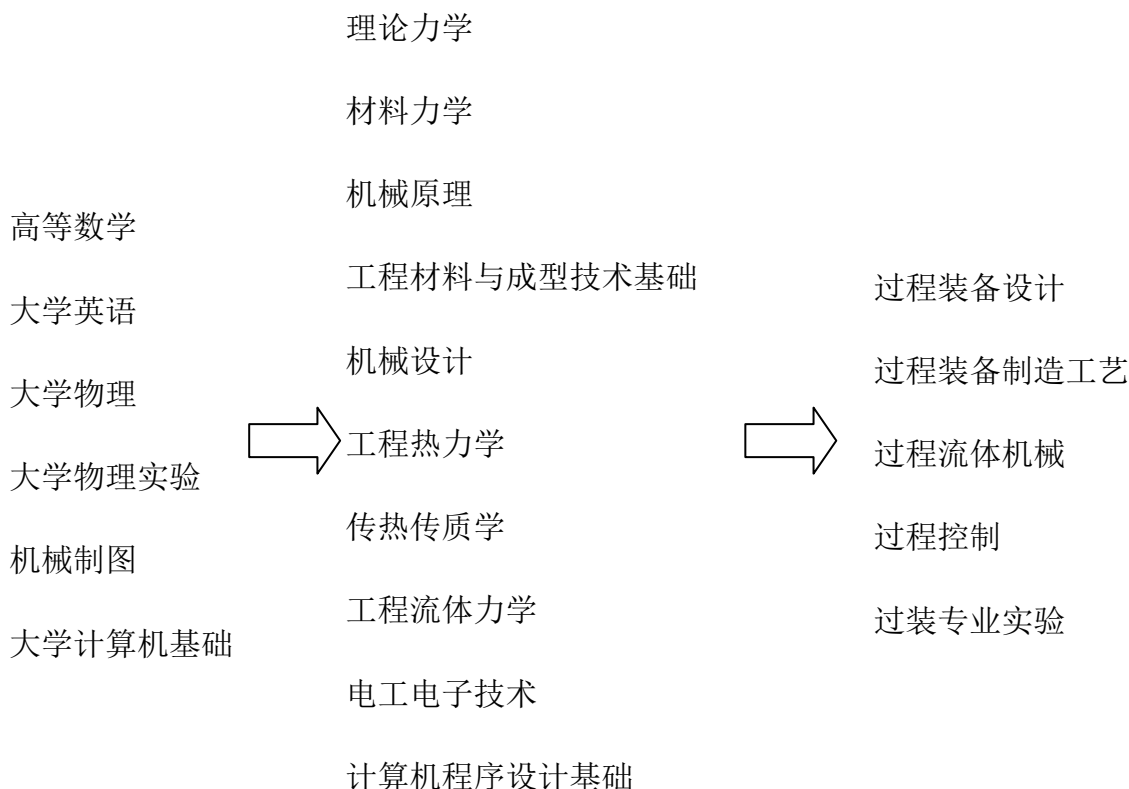 高等数学
大学英语
大学物理
大学物理实验
机械制图
大学计算机基础
理论力学
材料力学
机械原理
工程材料与成型技术基础
机械设计
工程热力学
传热传质学
工程流体力学
电工电子技术
计算机程序设计基础
过程装备设计
过程装备制造工艺
过程流体机械
过程控制
过装专业实验